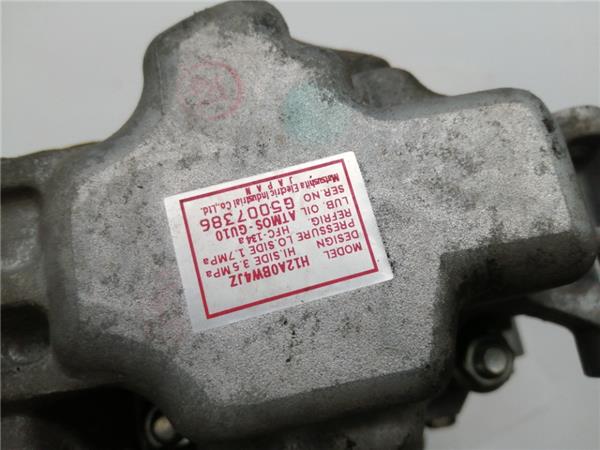 MODEL H12A0BW4JZ
DESIGN HI.SIDE 3.5MPa
PRESSURE LO.SIDE 1.7MPa
REFRIG. HFC-134a
LUB. OIL ATMOS-GU10
SER.NO G5007386
Matsushita Electric Industrial Co., Ltd.
JAPAN